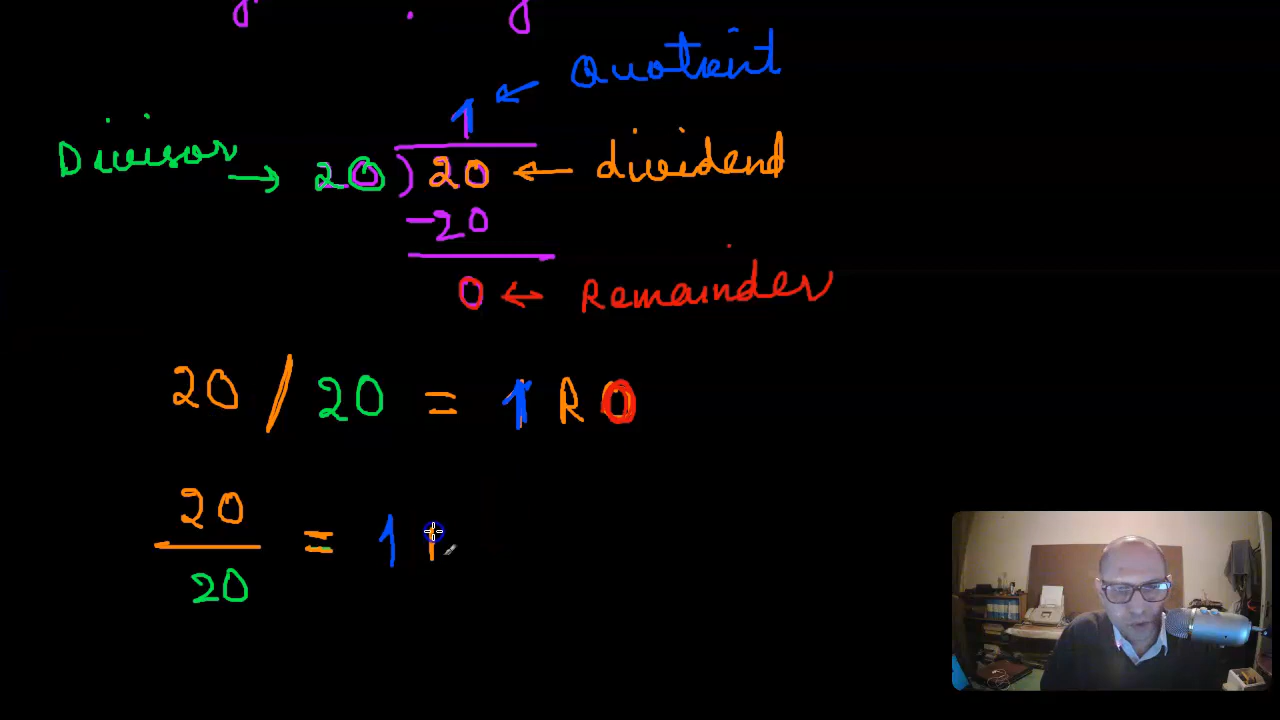 Quotient
1 ←
Divisor → 20 ) 20 ← dividend
-20
0 ← Remainder
20 / 20 = 1 R 0
20
= 1
20